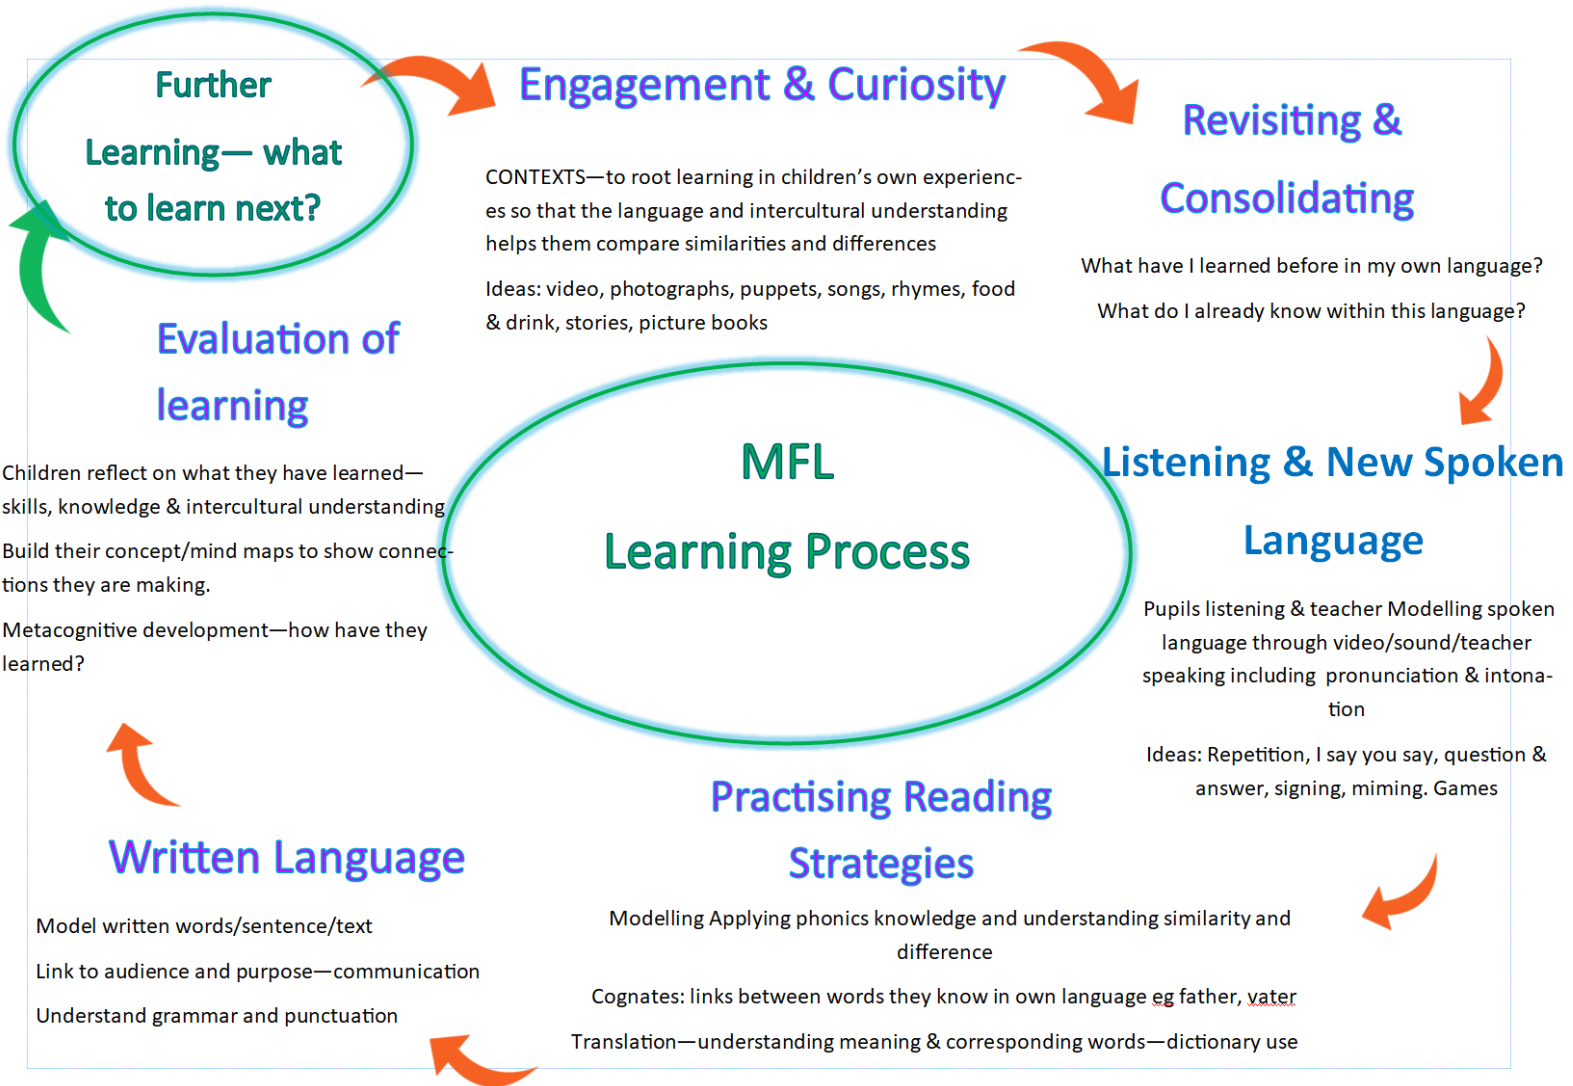 Further
Learning— what
to learn next?
Engagement & Curiosity
CONTEXTS—to root learning in children’s own experienc-
es so that the language and intercultural understanding
helps them compare similarities and differences
Ideas: video, photographs, puppets, songs, rhymes, food
& drink, stories, picture books
Revisiting &
Consolidating
What have I learned before in my own language?
What do I already know within this language?
Listening & New Spoken
Language
Pupils listening & teacher Modelling spoken
language through video/sound/teacher
speaking including  pronunciation & intona-
tion
Ideas: Repetition, I say you say, question &
answer, signing, miming. Games
Practising Reading
Strategies
Modelling Applying phonics knowledge and understanding similarity and
difference
Cognates: links between words they know in own language eg father, vater
Translation—understanding meaning & corresponding words—dictionary use
Written Language
Model written words/sentence/text
Link to audience and purpose—communication
Understand grammar and punctuation
Evaluation of
learning
Children reflect on what they have learned—
skills, knowledge & intercultural understanding
Build their concept/mind maps to show connec-
tions they are making.
Metacognitive development—how have they
learned?
MFL
Learning Process